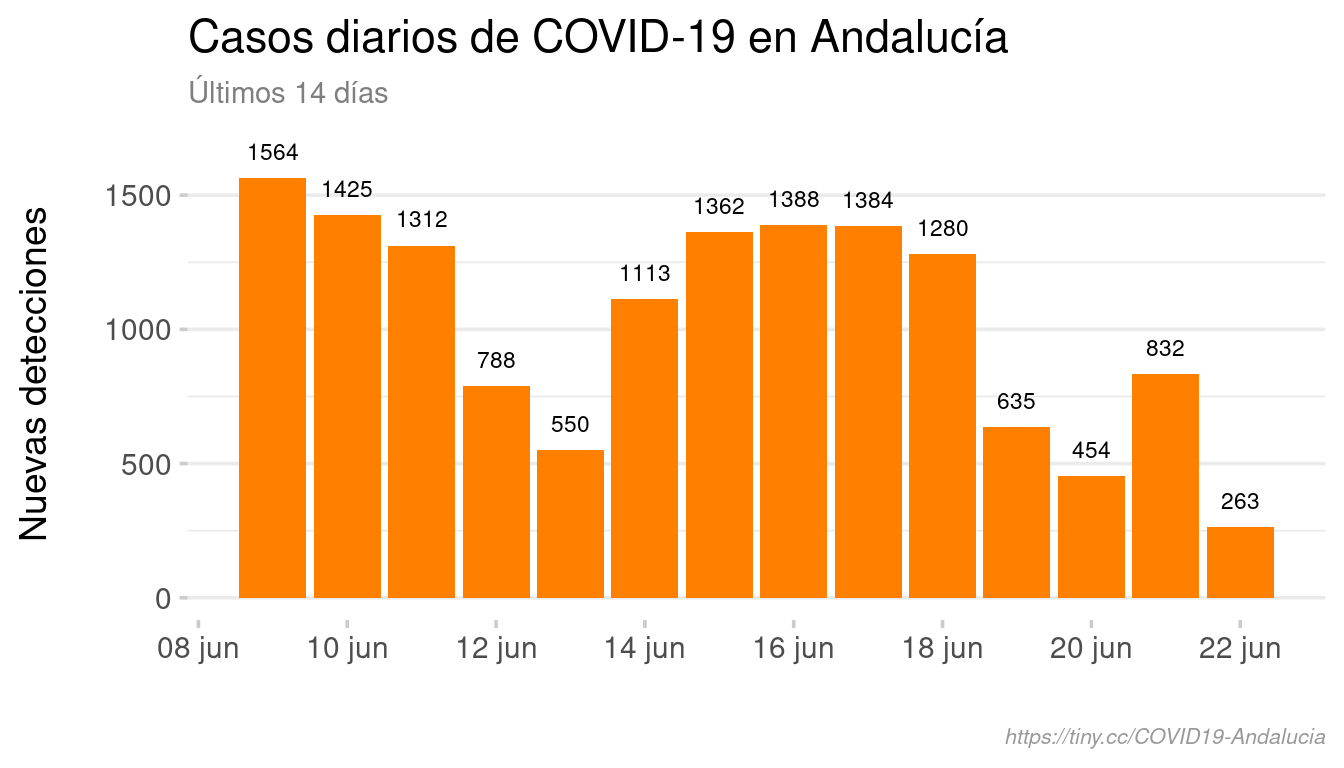 Casos diarios de COVID-19 en Andalucía
Últimos 14 días
Nuevas detecciones
1500
1000
500
0
1564
1425
1312
788
550
1113
1362
1388
1384
1280
635
454
832
263
08 jun
10 jun
12 jun
14 jun
16 jun
18 jun
20 jun
22 jun
https://tiny.cc/COVID19-Andalucia